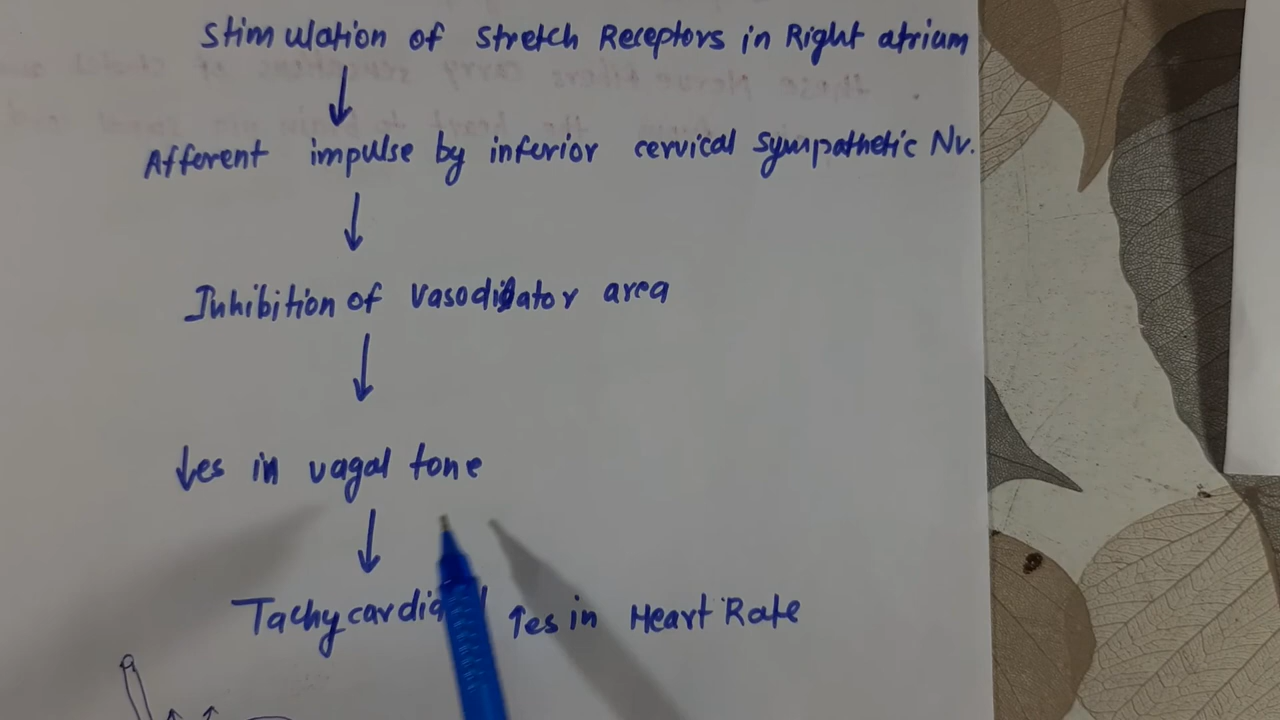 Stimulation of Stretch Receptors in Right atrium
↓
Afferent impulse by inferior cervical sympathetic Nv.
↓
Inhibition of vasodilator area
↓
↓es in vagal tone
↓
Tachycardia ↑es in Heart Rate